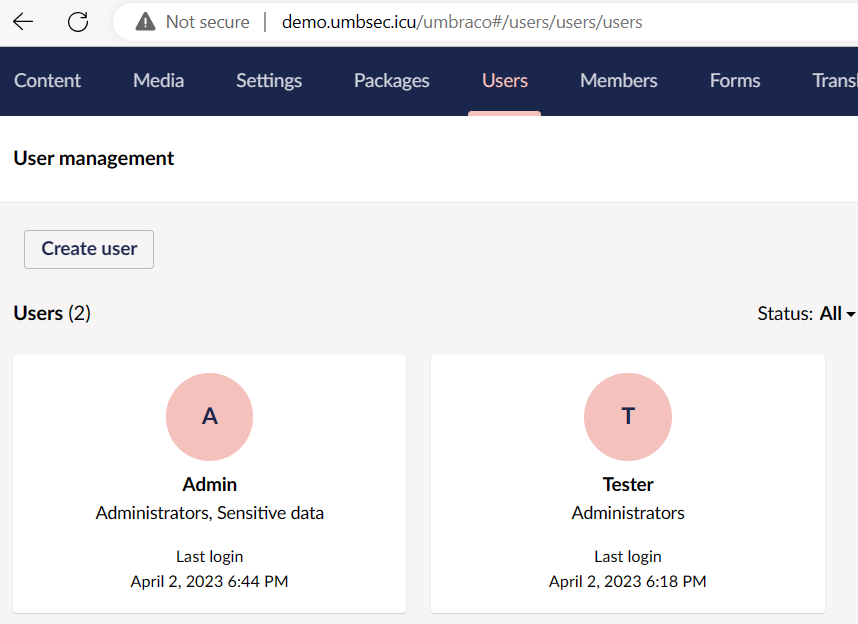 Not secure | demo.umbsec.icu/umbraco#/users/users/users
Content Media Settings Packages Users Members Forms Transl
User management
Create user
Users (2)
Status: All
A
T
Admin
Tester
Administrators, Sensitive data
Administrators
Last login
Last login
April 2, 2023 6:44 PM
April 2, 2023 6:18 PM